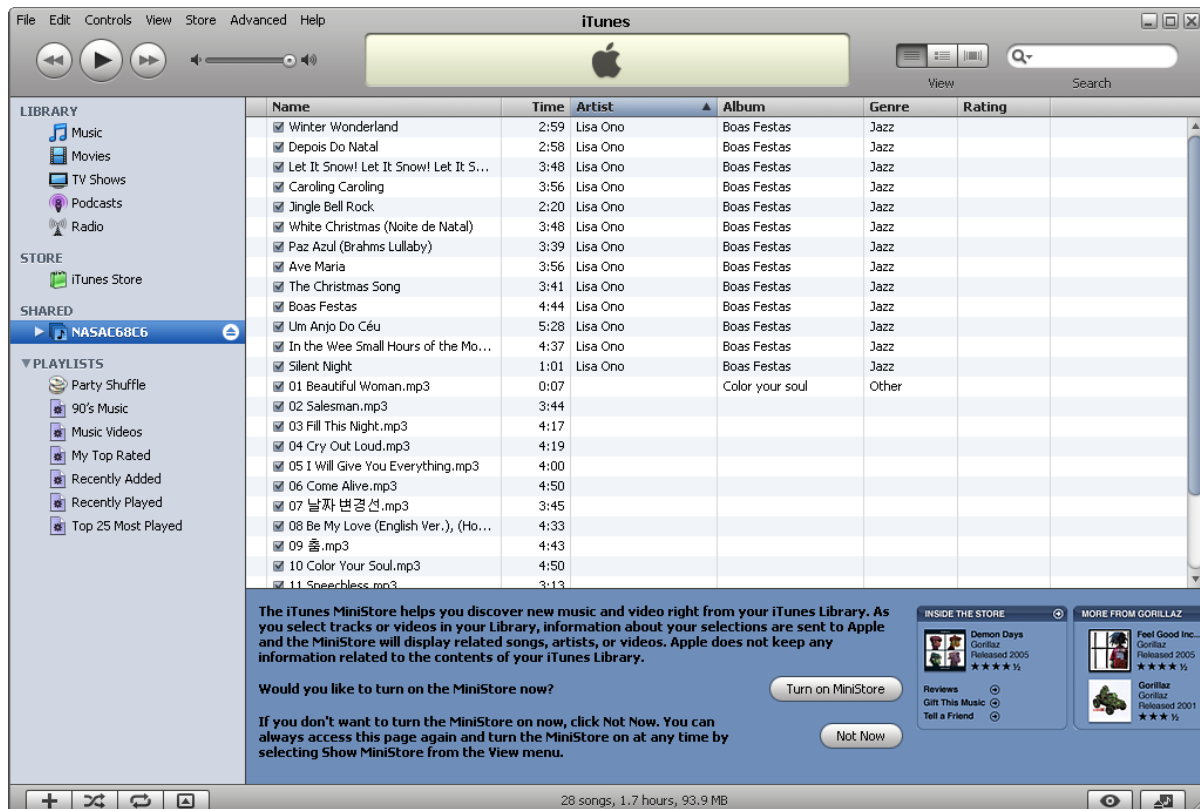 iTunes
File Edit Controls View Store Advanced Help
View
Search
LIBRARY
Music
Movies
TV Shows
Podcasts
Radio
STORE
iTunes Store
SHARED
NASAC68C6
PLAYLISTS
Party Shuffle
90's Music
Music Videos
My Top Rated
Recently Added
Recently Played
Top 25 Most Played
Name Time Artist Album Genre Rating
Winter Wonderland 2:59 Lisa Ono Boas Festas Jazz
Depois Do Natal 2:58 Lisa Ono Boas Festas Jazz
Let It Snow! Let It Snow! Let It S... 3:48 Lisa Ono Boas Festas Jazz
Caroling Caroling 3:56 Lisa Ono Boas Festas Jazz
Jingle Bell Rock 2:20 Lisa Ono Boas Festas Jazz
White Christmas (Noite de Natal) 3:48 Lisa Ono Boas Festas Jazz
Paz Azul (Brahms Lullaby) 3:39 Lisa Ono Boas Festas Jazz
Ave Maria 3:56 Lisa Ono Boas Festas Jazz
The Christmas Song 3:41 Lisa Ono Boas Festas Jazz
Boas Festas 4:44 Lisa Ono Boas Festas Jazz
Um Anjo Do Céu 5:28 Lisa Ono Boas Festas Jazz
In the Wee Small Hours of the Mo... 4:37 Lisa Ono Boas Festas Jazz
Silent Night 1:01 Lisa Ono Boas Festas Jazz
01 Beautiful Woman.mp3 0:07 Color your soul Other
02 Salesman.mp3 3:44
03 Fill This Night.mp3 4:17
04 Cry Out Loud.mp3 4:19
05 I Will Give You Everything.mp3 4:00
06 Come Alive.mp3 4:50
07 날짜 변경선.mp3 3:45
08 Be My Love (English Ver.), (Ho... 4:33
09 춤.mp3 4:43
10 Color Your Soul.mp3 4:50
11 Speechless.mp3 3:13
The iTunes MiniStore helps you discover new music and video right from your iTunes Library. As
you select tracks or videos in your Library, information about your selections are sent to Apple
and the MiniStore will display related songs, artists, or videos. Apple does not keep any
information related to the contents of your iTunes Library.
Would you like to turn on the MiniStore now?
Turn on MiniStore
If you don't want to turn the MiniStore on now, click Not Now. You can
always access this page again and turn the MiniStore on at any time by
selecting Show MiniStore from the View menu.
Not Now
INSIDE THE STORE
Demon Days
Gorillaz
Released 2005
Reviews
Gift This Music
Tell a Friend
MORE FROM GORILLAZ
Feel Good Inc...
Gorillaz
Released 2005
Gorillaz
Gorillaz
Released 2001
28 songs, 1.7 hours, 93.9 MB